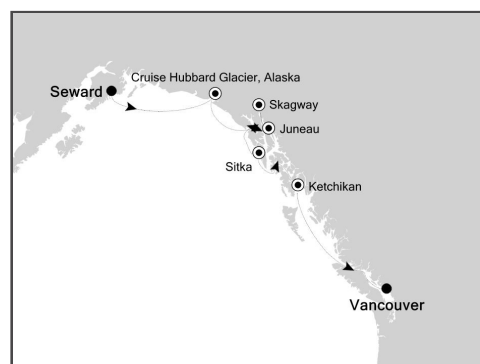 Cruise Hubbard Glacier, Alaska
Seward
Skagway
Juneau
Sitka
Ketchikan
Vancouver